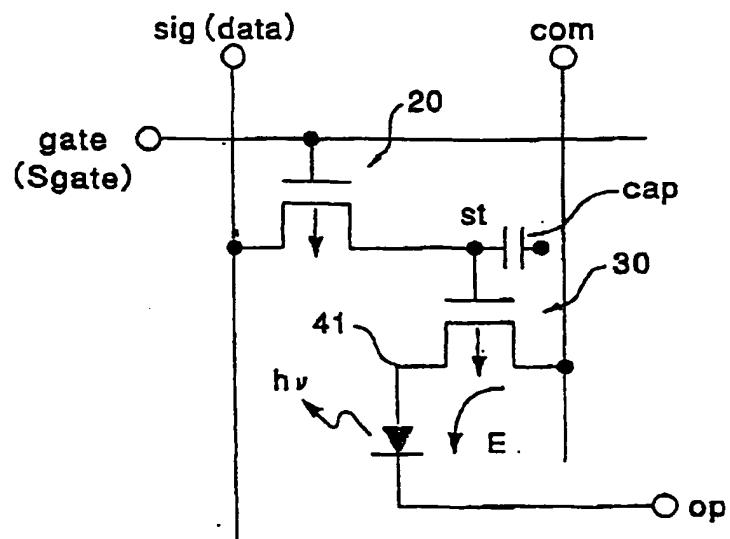 sig (data)
com
20
gate
(Sgate)
cap
st
30
41
hν
E
op